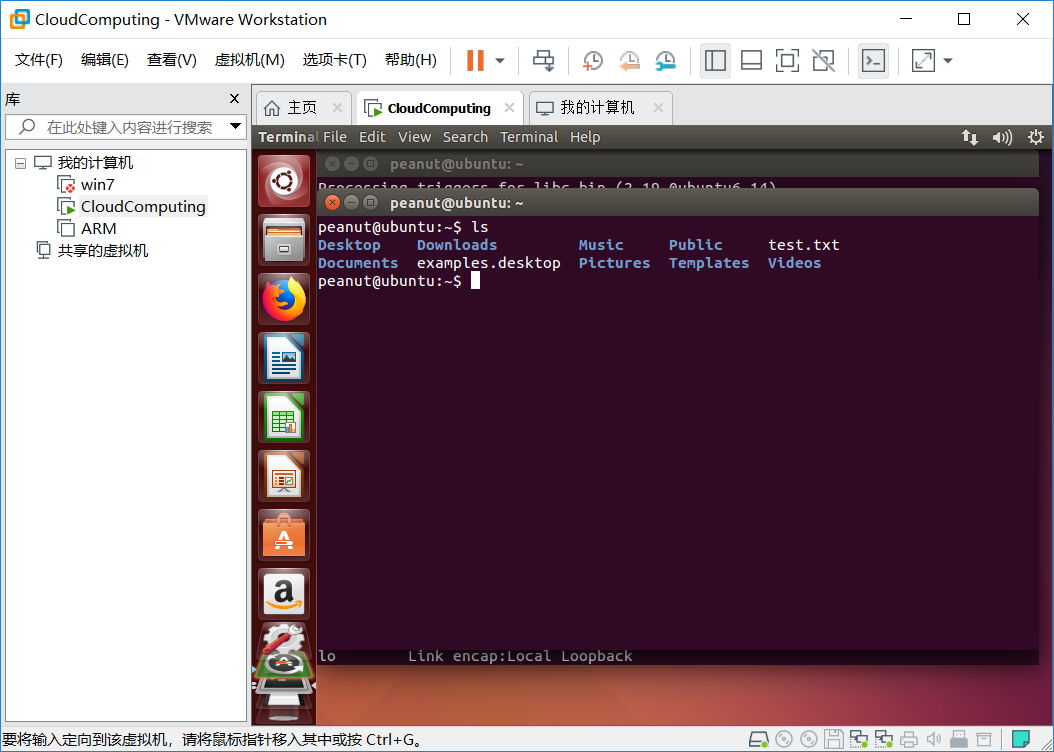 CloudComputing - VMware Workstation
文件(F) 编辑(E) 查看(V) 虚拟机(M) 选项卡(T) 帮助(H)
库
在此处键入内容进行搜索
我的计算机
win7
CloudComputing
ARM
共享的虚拟机
主页 CloudComputing 我的计算机
Terminal File Edit View Search Terminal Help
peanut@ubuntu: ~
Processing triggers for libc-bin (2.19-0ubuntu6.14)
peanut@ubuntu: ~
peanut@ubuntu:~$ ls
Desktop Downloads Music Public test.txt
Documents examples.desktop Pictures Templates Videos
peanut@ubuntu:~$
lo Link encap:Local Loopback
要将输入定向到该虚拟机，请将鼠标指针移入其中或按 Ctrl+G。